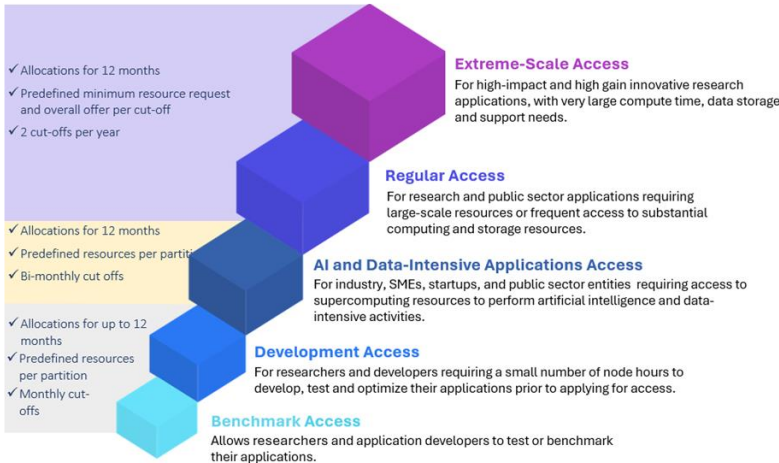 ✓ Allocations for 12 months
✓ Predefined minimum resource request
and overall offer per cut-off
✓ 2 cut-offs per year
Extreme-Scale Access
For high-impact and high gain innovative research
applications, with very large compute time, data storage
and support needs.
Regular Access
For research and public sector applications requiring
large-scale resources or frequent access to substantial
computing and storage resources.
✓ Allocations for 12 months
✓ Predefined resources per partiti
✓ Bi-monthly cut offs
AI and Data-Intensive Applications Access
For industry, SMEs, startups, and public sector entities requiring access to
supercomputing resources to perform artificial intelligence and data-
intensive activities.
✓ Allocations for up to 12
months
✓ Predefined resources
per partition
✓ Monthly cut-
offs
Development Access
For researchers and developers requiring a small number of node hours to
develop, test and optimize their applications prior to applying for access.
Benchmark Access
Allows researchers and application developers to test or benchmark
their applications.